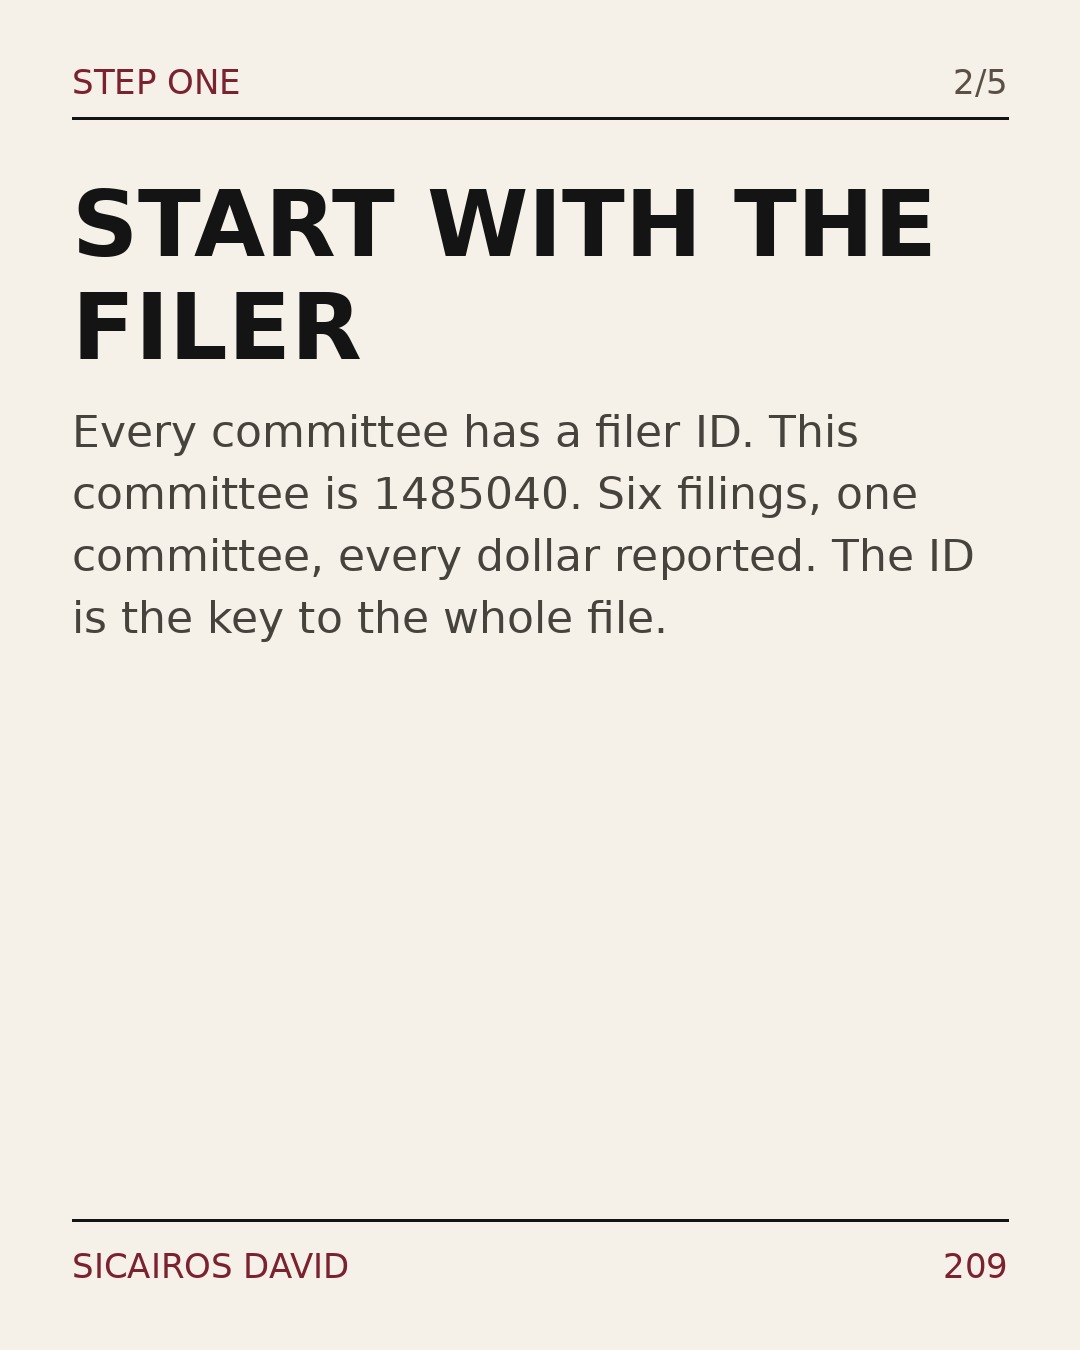 STEP ONE
2/5
START WITH THE
FILER
Every committee has a filer ID. This
committee is 1485040. Six filings, one
committee, every dollar reported. The ID
is the key to the whole file.
SICAIROS DAVID
209